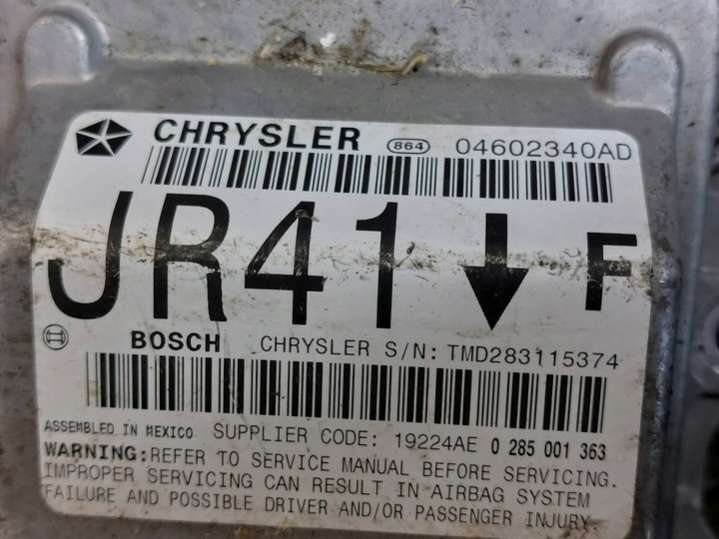 CHRYSLER 864 04602340AD
JR41 ↓ F
BOSCH CHRYSLER S/N: TMD283115374
ASSEMBLED IN MEXICO SUPPLIER CODE: 19224AE 0 285 001 363
WARNING:REFER TO SERVICE MANUAL BEFORE SERVICING.
IMPROPER SERVICING CAN RESULT IN AIRBAG SYSTEM
FAILURE AND POSSIBLE DRIVER AND/OR PASSENGER INJURY